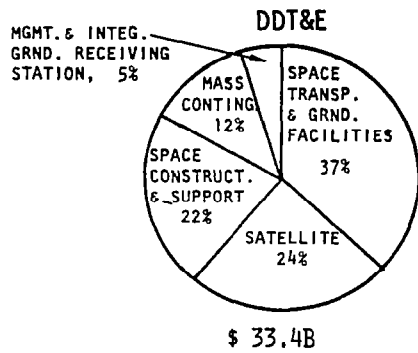 DDT&E
MGMT. & INTEG.
GRND. RECEIVING
STATION, 5%
MASS
CONTING.
12%
SPACE
TRANSP.
& GRND.
FACILITIES
37%
SPACE
CONSTRUCT.
& SUPPORT
22%
SATELLITE
24%
$ 33.4B